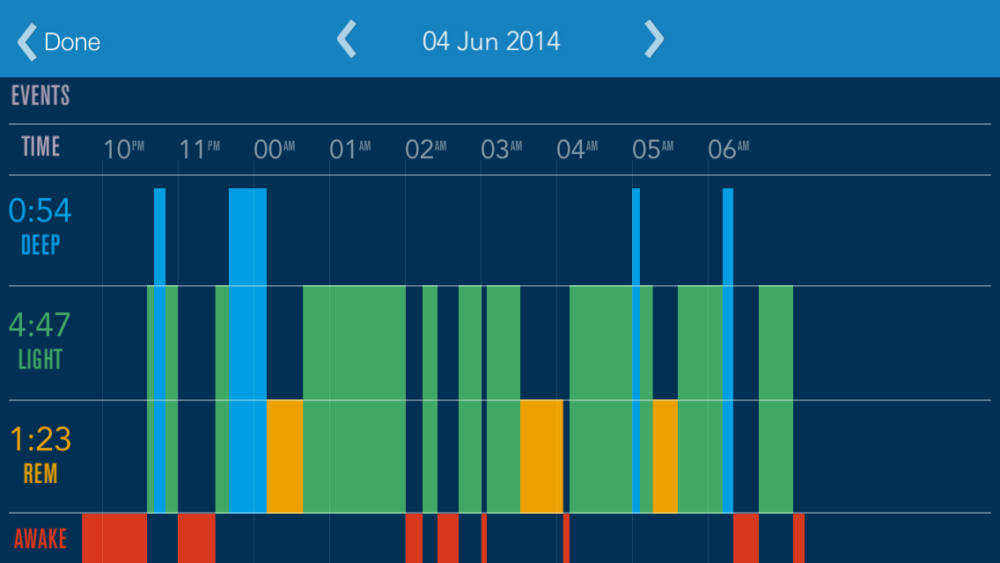 Done
04 Jun 2014
EVENTS
TIME 10PM 11PM 00AM 01AM 02AM 03AM 04AM 05AM 06AM
0:54
DEEP
4:47
LIGHT
1:23
REM
AWAKE